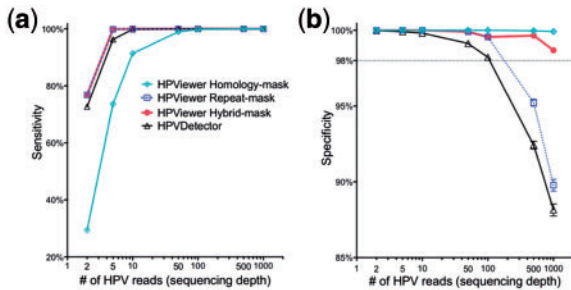 (a)
100%
80%
60%
40%
20%
Sensitivity
HPViewer Homology-mask
HPViewer Repeat-mask
HPViewer Hybrid-mask
HPVDetector
1 2 5 10 50 100 500 1000
# of HPV reads (sequencing depth)
(b)
100%
98%
95%
90%
85%
Specificity
1 2 5 10 50 100 500 1000
# of HPV reads (sequencing depth)